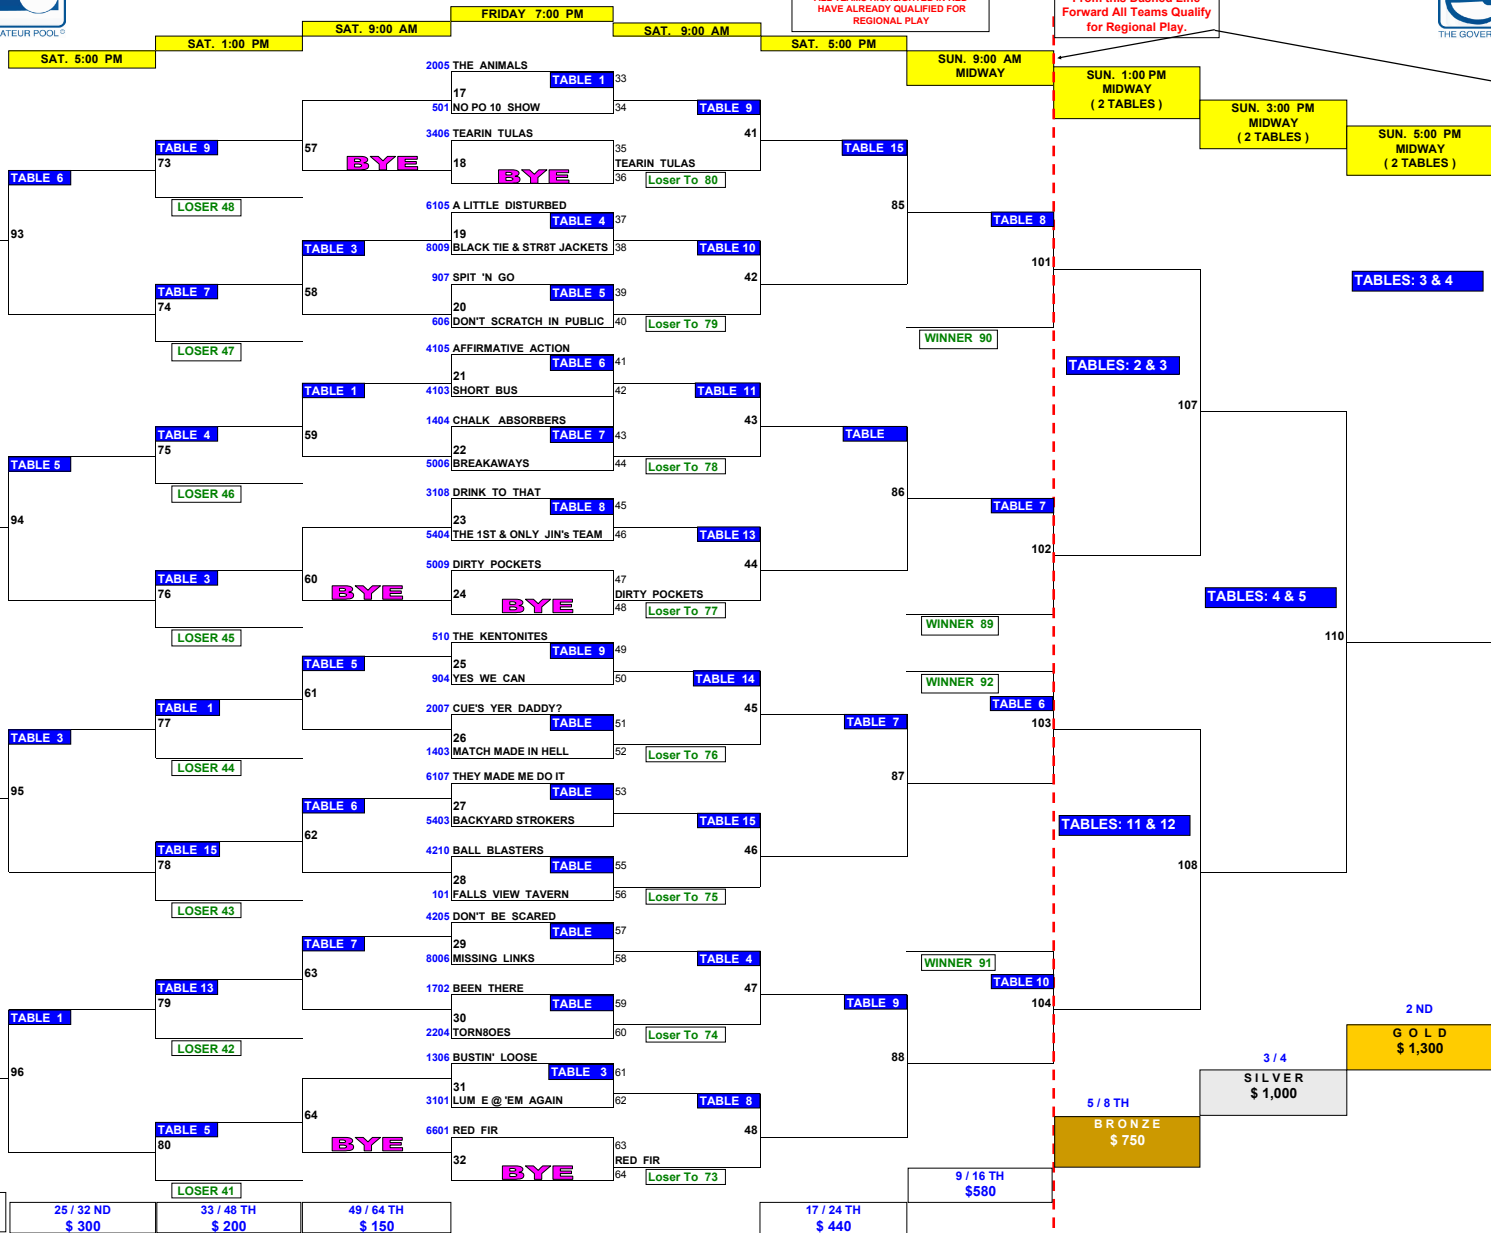 ATEUR POOL©
THE GOVER
HAVE ALREADY QUALIFIED FOR
REGIONAL PLAY
From this Dashed Line
Forward All Teams Qualify
for Regional Play.
FRIDAY 7:00 PM
SAT. 9:00 AM
SAT. 9:00 AM
SAT. 1:00 PM
SAT. 5:00 PM
SAT. 5:00 PM
SUN. 9:00 AM
MIDWAY
SUN. 1:00 PM
MIDWAY
( 2 TABLES )
SUN. 3:00 PM
MIDWAY
( 2 TABLES )
SUN. 5:00 PM
MIDWAY
( 2 TABLES )
2005 THE ANIMALS
TABLE 1 33
17
501 NO PO 10 SHOW 34
TABLE 9
41
3406 TEARIN TULAS
35
18 BYE
TEARIN TULAS
36 Loser To 80
57 BYE
TABLE 9
73
LOSER 48
TABLE 6
93
TABLE 15
85
6105 A LITTLE DISTURBED
TABLE 4 37
19
8009 BLACK TIE & STR8T JACKETS 38
TABLE 10
42
TABLE 3
58
907 SPIT 'N GO
TABLE 5 39
20
606 DON'T SCRATCH IN PUBLIC 40 Loser To 79
TABLE 7
74
LOSER 47
TABLE 8
101
WINNER 90
TABLES: 3 & 4
4105 AFFIRMATIVE ACTION
TABLE 6 41
21
4103 SHORT BUS 42
TABLE 11
43
TABLE 1
59
1404 CHALK ABSORBERS
TABLE 7 43
22
5006 BREAKAWAYS 44 Loser To 78
TABLE 4
75
LOSER 46
TABLE 5
94
TABLE
86
TABLES: 2 & 3
107
3108 DRINK TO THAT
TABLE 8 45
23
5404 THE 1ST & ONLY JIN's TEAM 46
TABLE 13
44
5009 DIRTY POCKETS
47
24 BYE
DIRTY POCKETS
48 Loser To 77
60 BYE
TABLE 3
76
LOSER 45
TABLE 7
102
WINNER 89
TABLES: 4 & 5
110
510 THE KENTONITES
TABLE 9 49
25
904 YES WE CAN 50
TABLE 14
45
TABLE 5
61
2007 CUE'S YER DADDY?
TABLE 51
26
1403 MATCH MADE IN HELL 52 Loser To 76
TABLE 1
77
LOSER 44
TABLE 3
95
WINNER 92
TABLE 6
103
TABLE 7
87
6107 THEY MADE ME DO IT
TABLE 53
27
5403 BACKYARD STROKERS
TABLE 15
46
TABLE 6
62
4210 BALL BLASTERS
TABLE 55
28
101 FALLS VIEW TAVERN 56 Loser To 75
TABLE 15
78
LOSER 43
TABLES: 11 & 12
108
4205 DON'T BE SCARED
TABLE 57
29
8006 MISSING LINKS 58
TABLE 4
47
TABLE 7
63
1702 BEEN THERE
TABLE 59
30
2204 TORN8OES 60 Loser To 74
TABLE 13
79
LOSER 42
TABLE 1
96
WINNER 91
TABLE 10
104
TABLE 9
88
1306 BUSTIN' LOOSE
TABLE 3 61
31
3101 LUM E @ 'EM AGAIN 62
TABLE 8
48
6601 RED FIR
63
32 BYE
RED FIR
64 Loser To 73
64 BYE
TABLE 5
80
LOSER 41
2 ND
GOLD
$ 1,300
3 / 4
SILVER
$ 1,000
5 / 8 TH
BRONZE
$ 750
9 / 16 TH
$580
17 / 24 TH
$ 440
25 / 32 ND
$ 300
33 / 48 TH
$ 200
49 / 64 TH
$ 150